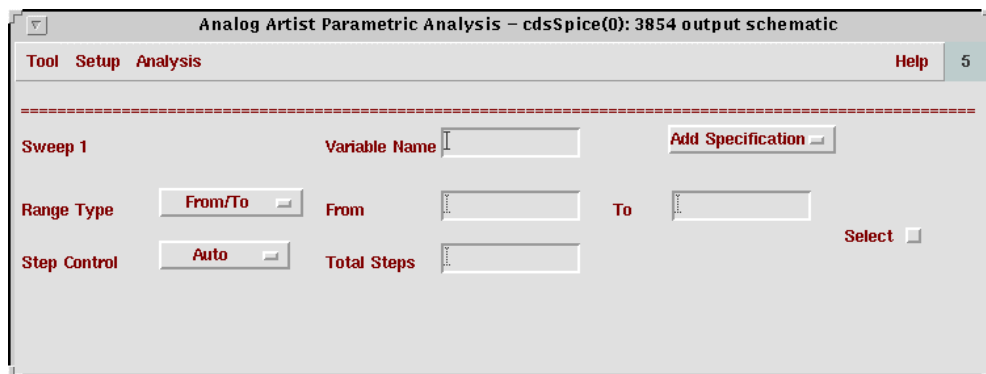 Analog Artist Parametric Analysis – cdsSpice(0): 3854 output schematic
Tool Setup Analysis Help 5
Sweep 1 Variable Name Add Specification
Range Type From/To From To
Select
Step Control Auto Total Steps